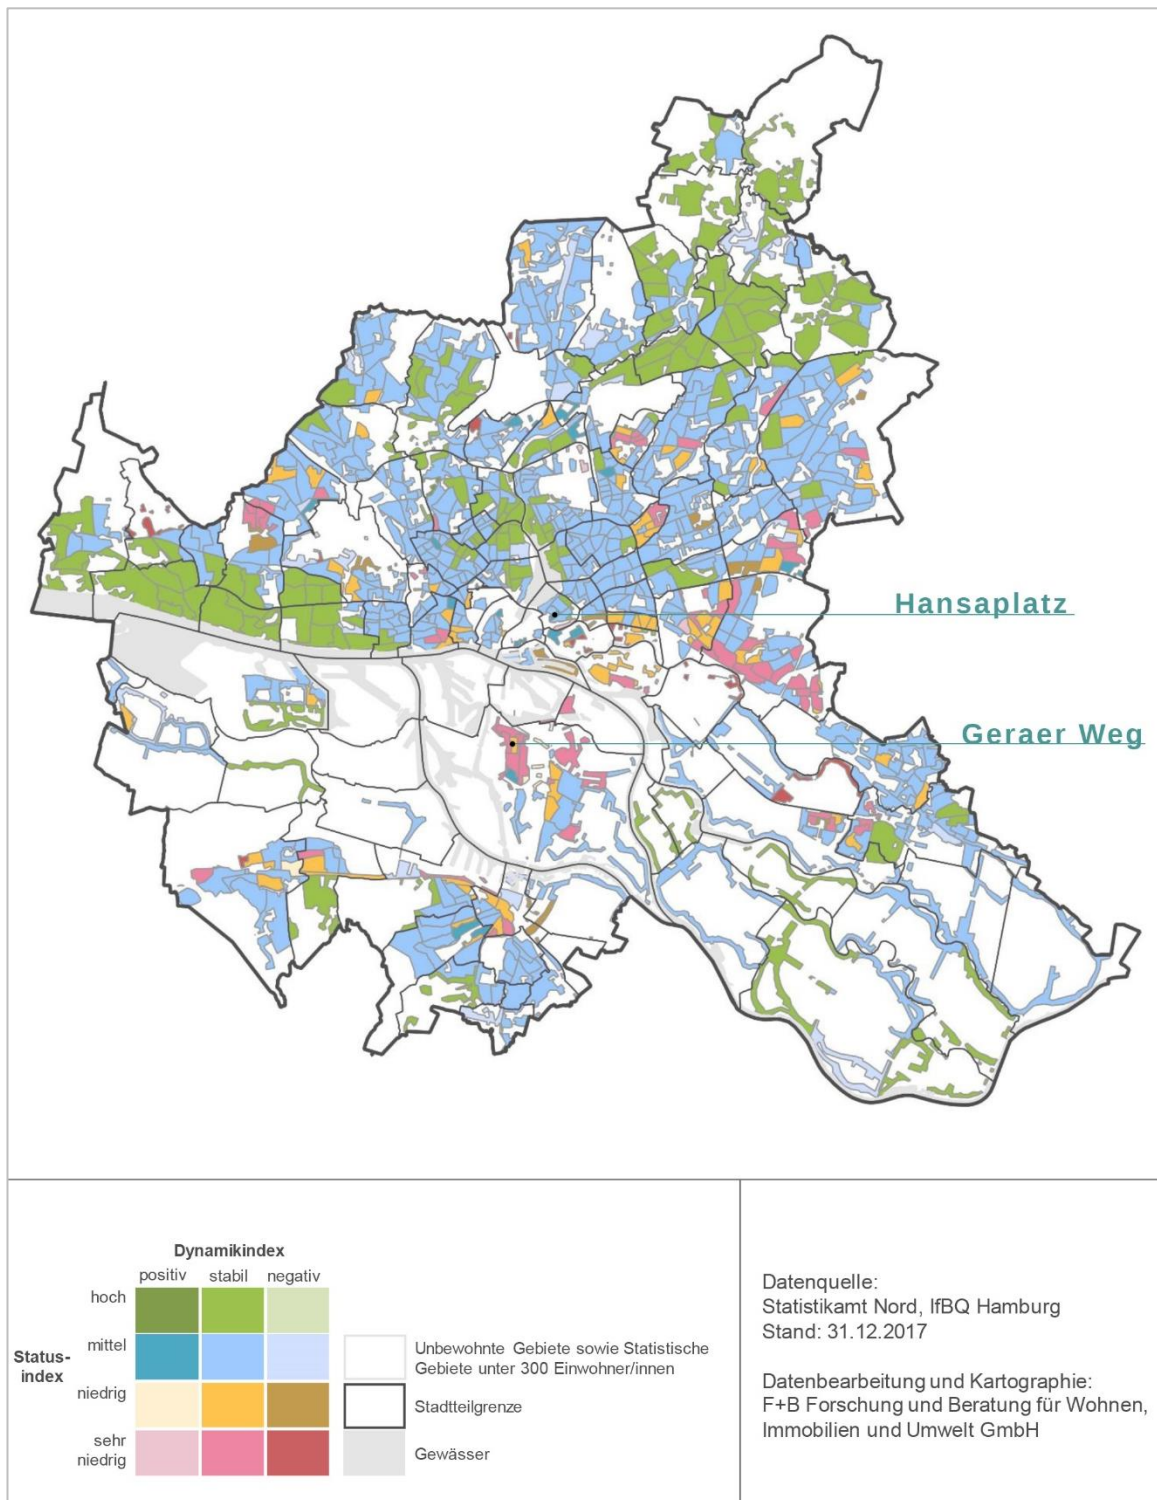 Hansaplatz
Geraer Weg
Dynamikindex
positiv stabil negativ
hoch
mittel
Status-
index
niedrig
sehr
niedrig
Unbewohnte Gebiete sowie Statistische
Gebiete unter 300 Einwohner/innen
Stadtteilgrenze
Gewässer
Datenquelle:
Statistikamt Nord, IfBQ Hamburg
Stand: 31.12.2017
Datenbearbeitung und Kartographie:
F+B Forschung und Beratung für Wohnen,
Immobilien und Umwelt GmbH